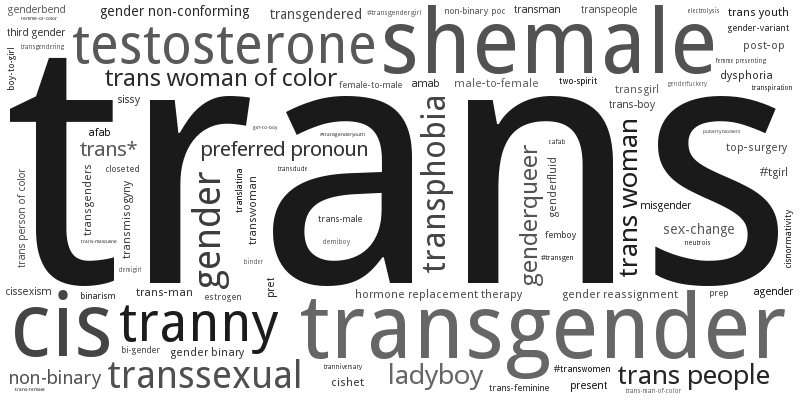 genderbend
gender non-conforming
transgendered
#transgendergirl
non-binary poc
transman
transpeople
electrolysis
trans youth
femme-or-color
third gender
transgendering
testosterone
shemale
gender-variant
post-op
femme presenting
boy-to-girl
trans woman of color
female-to-male
amab
male-to-female
two-spirit
transgirl
genderfuckery
dysphoria
transpiration
sissy
trans-boy
trans
afab
girl-to-boy
#transgenderyouth
trans*
preferred pronoun
transphobia
cafab
pubertyblockers
top-surgery
closeted
transdude
#tgirl
trans person of color
transgenders
transmisogyny
gender
translatina
transwoman
genderqueer
genderfluid
trans woman
misgender
trans-male
demiboy
femboy
sex-change
neutrois
cisnormativity
trans-masculine
demigirl
binder
#transgen
cissexism
binarism
trans-man
estrogen
pret
hormone replacement therapy
gender reassignment
prep
agender
cis
tranny
transgender
bi-gender
gender binary
non-binary
transsexual
tranniversary
cishet
ladyboy
#transwomen
trans people
trans-feminine
present
trans-female
trans-man-of-color